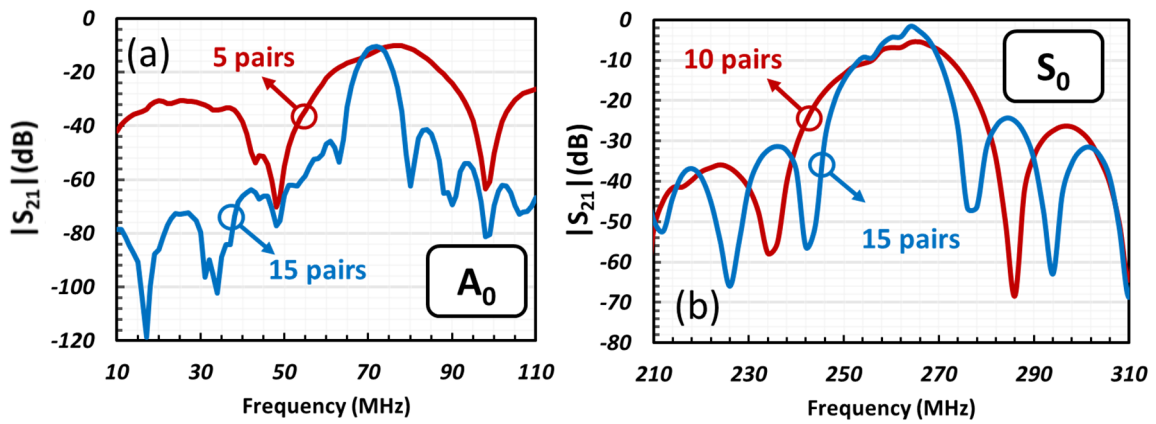 (a)
5 pairs
15 pairs
A₀
|S₂₁|(dB)
0
-20
-40
-60
-80
-100
-120
10
30
50
70
90
110
Frequency (MHz)
(b)
10 pairs
15 pairs
S₀
|S₂₁|(dB)
0
-10
-20
-30
-40
-50
-60
-70
-80
210
230
250
270
290
310
Frequency (MHz)